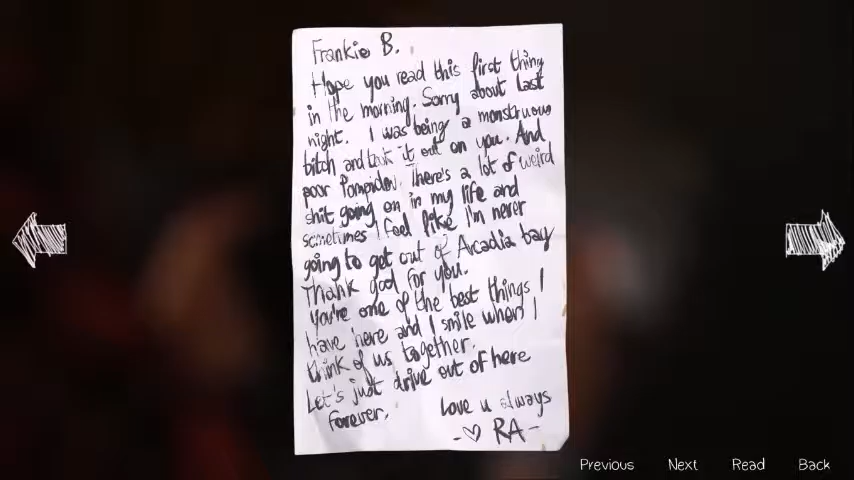 Frankie B.
Hope you read this first thing
in the morning. Sorry about last
night. I was being a monstruous
bitch and took it out on you. And
poor Pompidou. There's a lot of weird
shit going on in my life and
sometimes I feel like I'm never
going to get out of Arcadia bay
Thank god for you.
You're one of the best things I
have here and I smile when I
think of us together.
Let's just drive out of here
forever.
Love u always
-♡ RA-
Previous Next Read Back